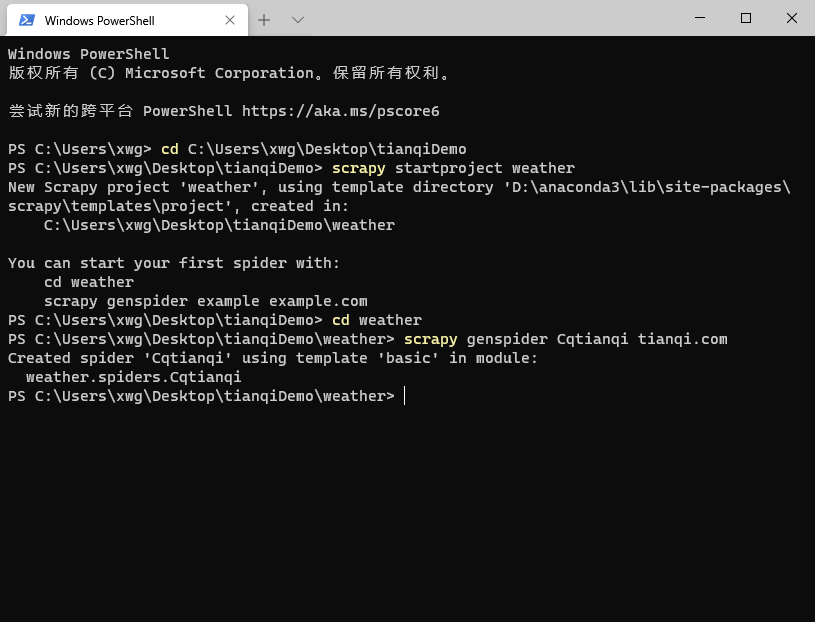 Windows PowerShell
Windows PowerShell
版权所有 (C) Microsoft Corporation。保留所有权利。
尝试新的跨平台 PowerShell https://aka.ms/pscore6
PS C:\Users\xwg> cd C:\Users\xwg\Desktop\tianqiDemo
PS C:\Users\xwg\Desktop\tianqiDemo> scrapy startproject weather
New Scrapy project 'weather', using template directory 'D:\anaconda3\lib\site-packages\
scrapy\templates\project', created in:
    C:\Users\xwg\Desktop\tianqiDemo\weather
You can start your first spider with:
    cd weather
    scrapy genspider example example.com
PS C:\Users\xwg\Desktop\tianqiDemo> cd weather
PS C:\Users\xwg\Desktop\tianqiDemo\weather> scrapy genspider Cqtianqi tianqi.com
Created spider 'Cqtianqi' using template 'basic' in module:
  weather.spiders.Cqtianqi
PS C:\Users\xwg\Desktop\tianqiDemo\weather>